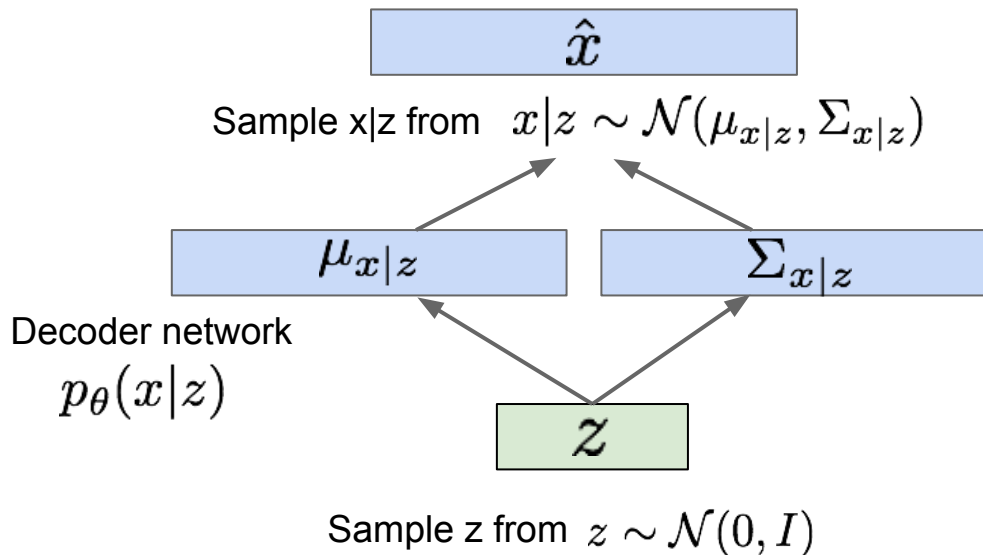 x̂
Sample x|z from x|z ∼ 𝒩(μ_{x|z}, Σ_{x|z})
μ_{x|z} Σ_{x|z}
Decoder network
p_θ(x|z)
z
Sample z from z ∼ 𝒩(0, I)